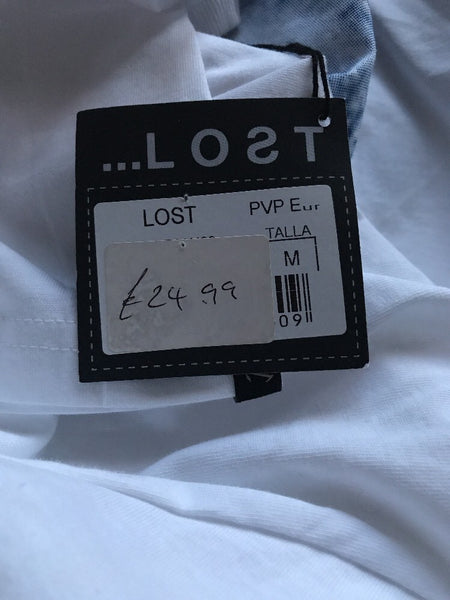 ...LOST
LOST PVP Eur
TALLA
M
£24.99
09